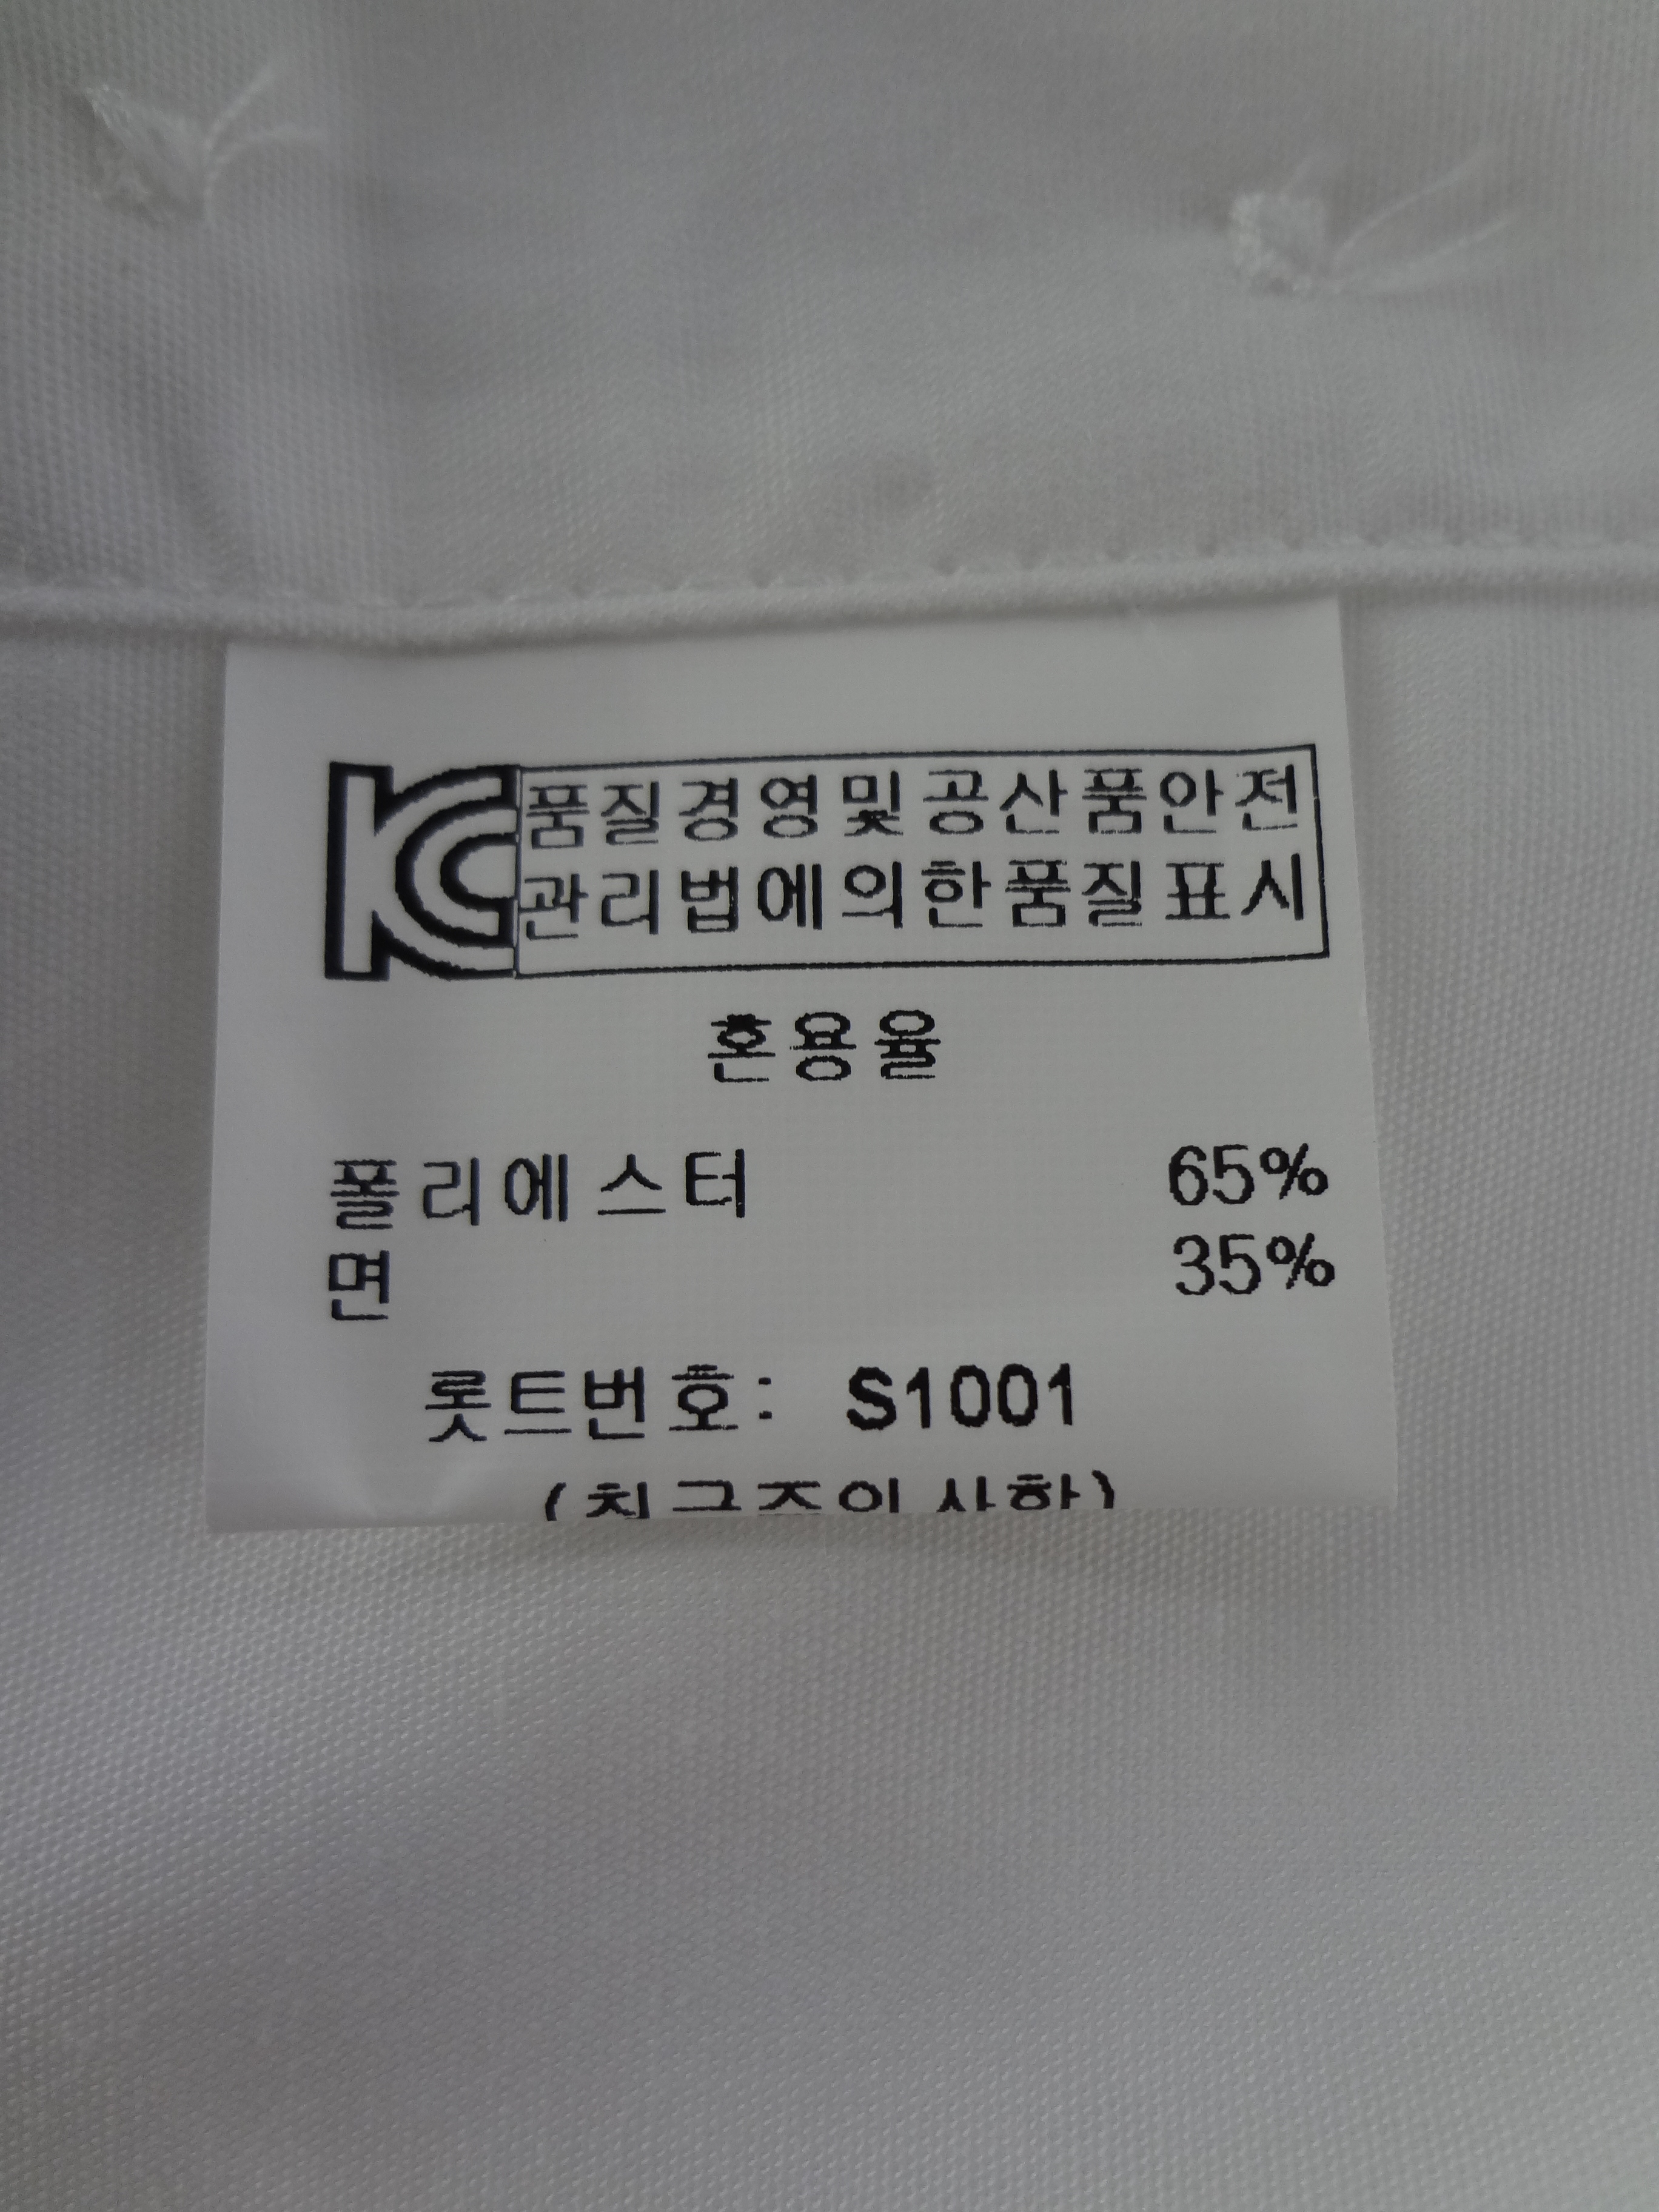 KC 품질경영및공산품안전
관리법에의한품질표시
혼용율
폴리에스터 65%
면 35%
롯트번호: S1001